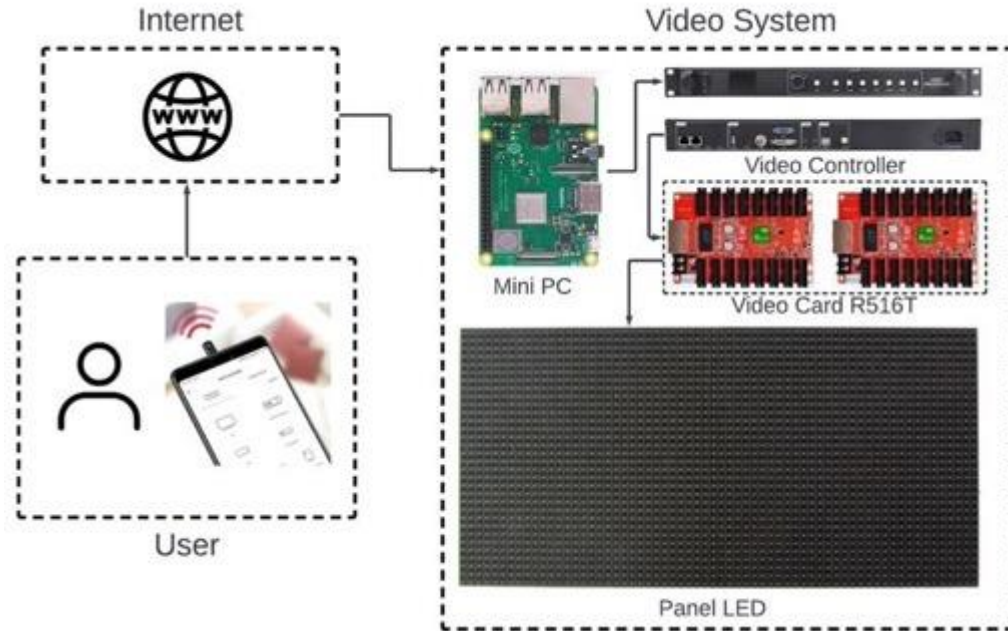 Internet
Video System
WWW
Video Controller
Mini PC
Video Card R516T
User
Panel LED